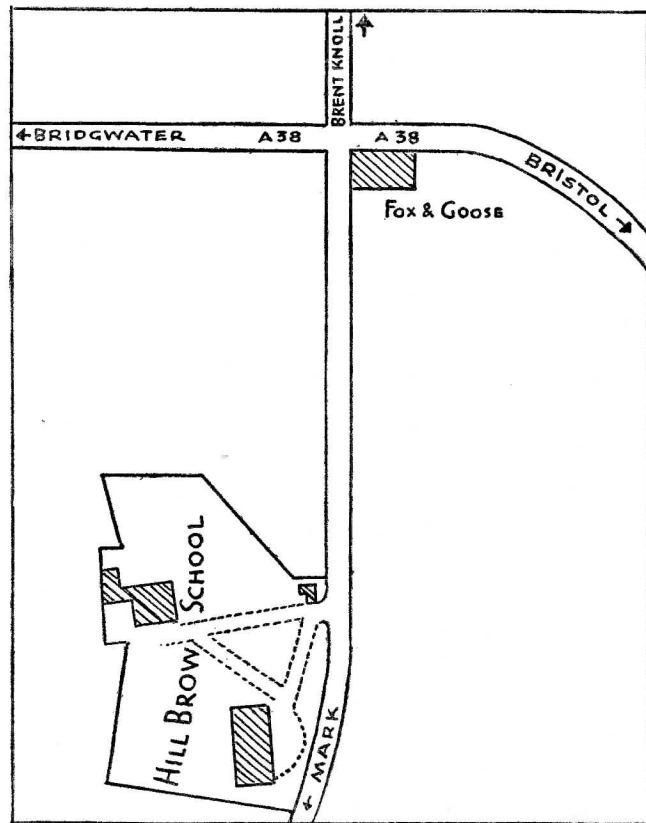 BRENT KNOLL
BRIDGWATER
A38
A38
BRISTOL
FOX & GOOSE
HILL BROW SCHOOL
MARK